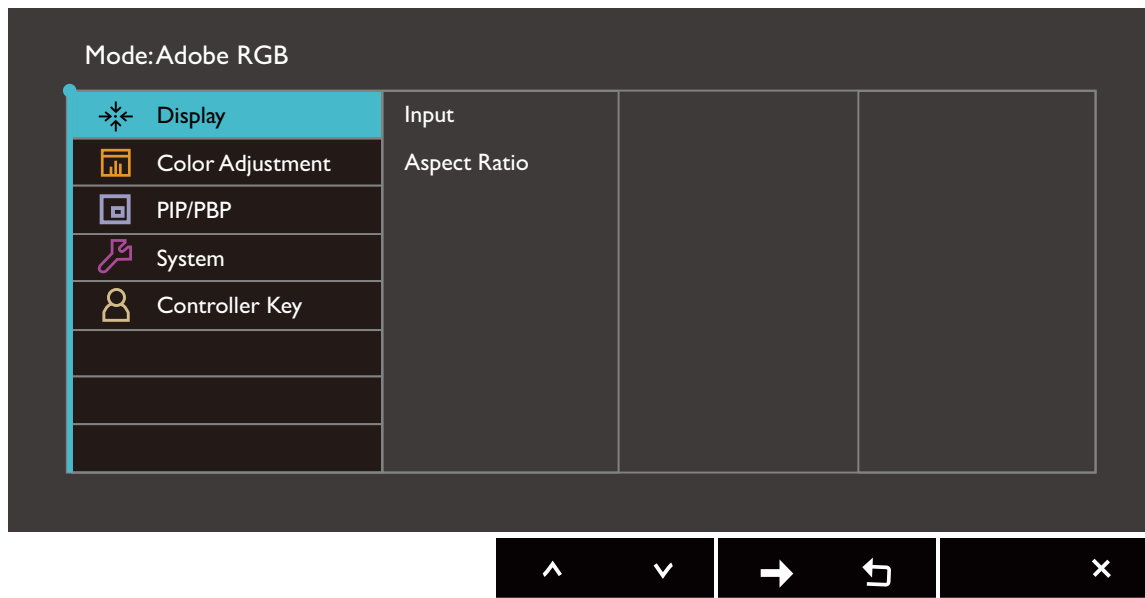 Mode: Adobe RGB
Display
Input
Color Adjustment
Aspect Ratio
PIP/PBP
System
Controller Key